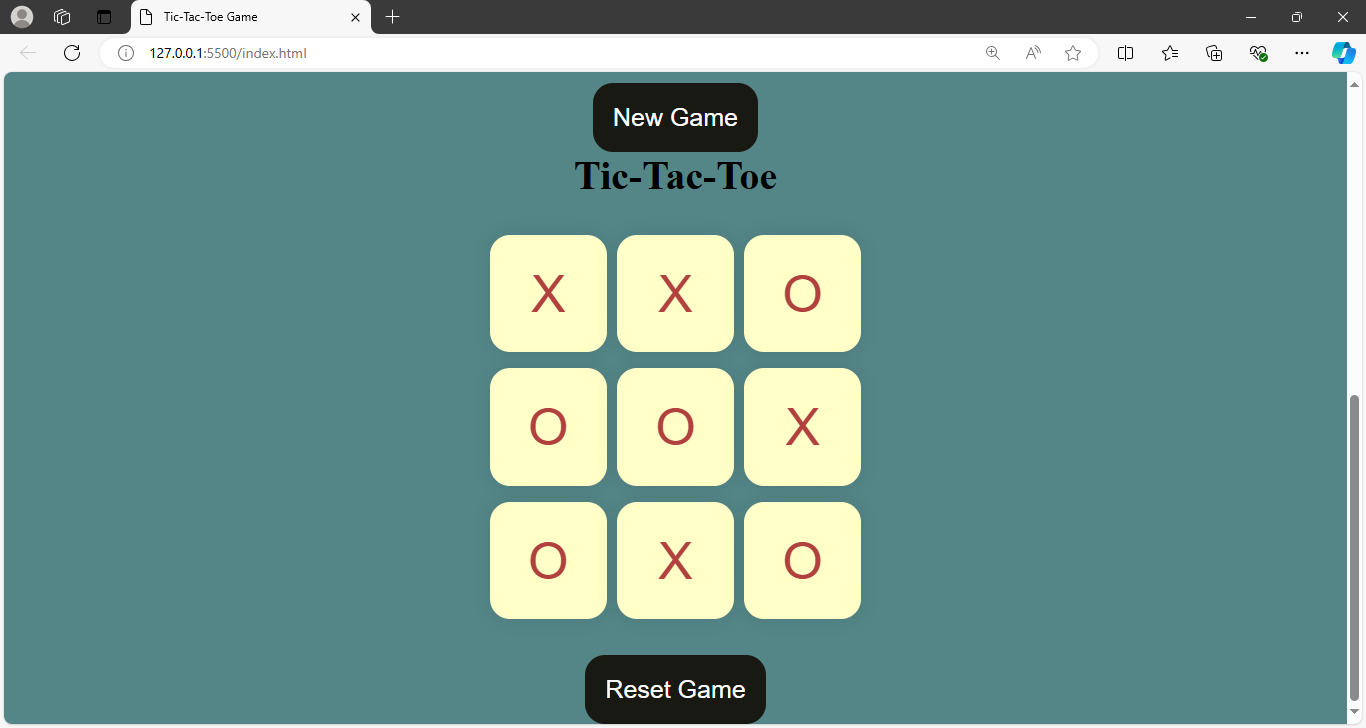 Tic-Tac-Toe Game
127.0.0.1:5500/index.html
New Game
Tic-Tac-Toe
X X O
O O X
O X O
Reset Game